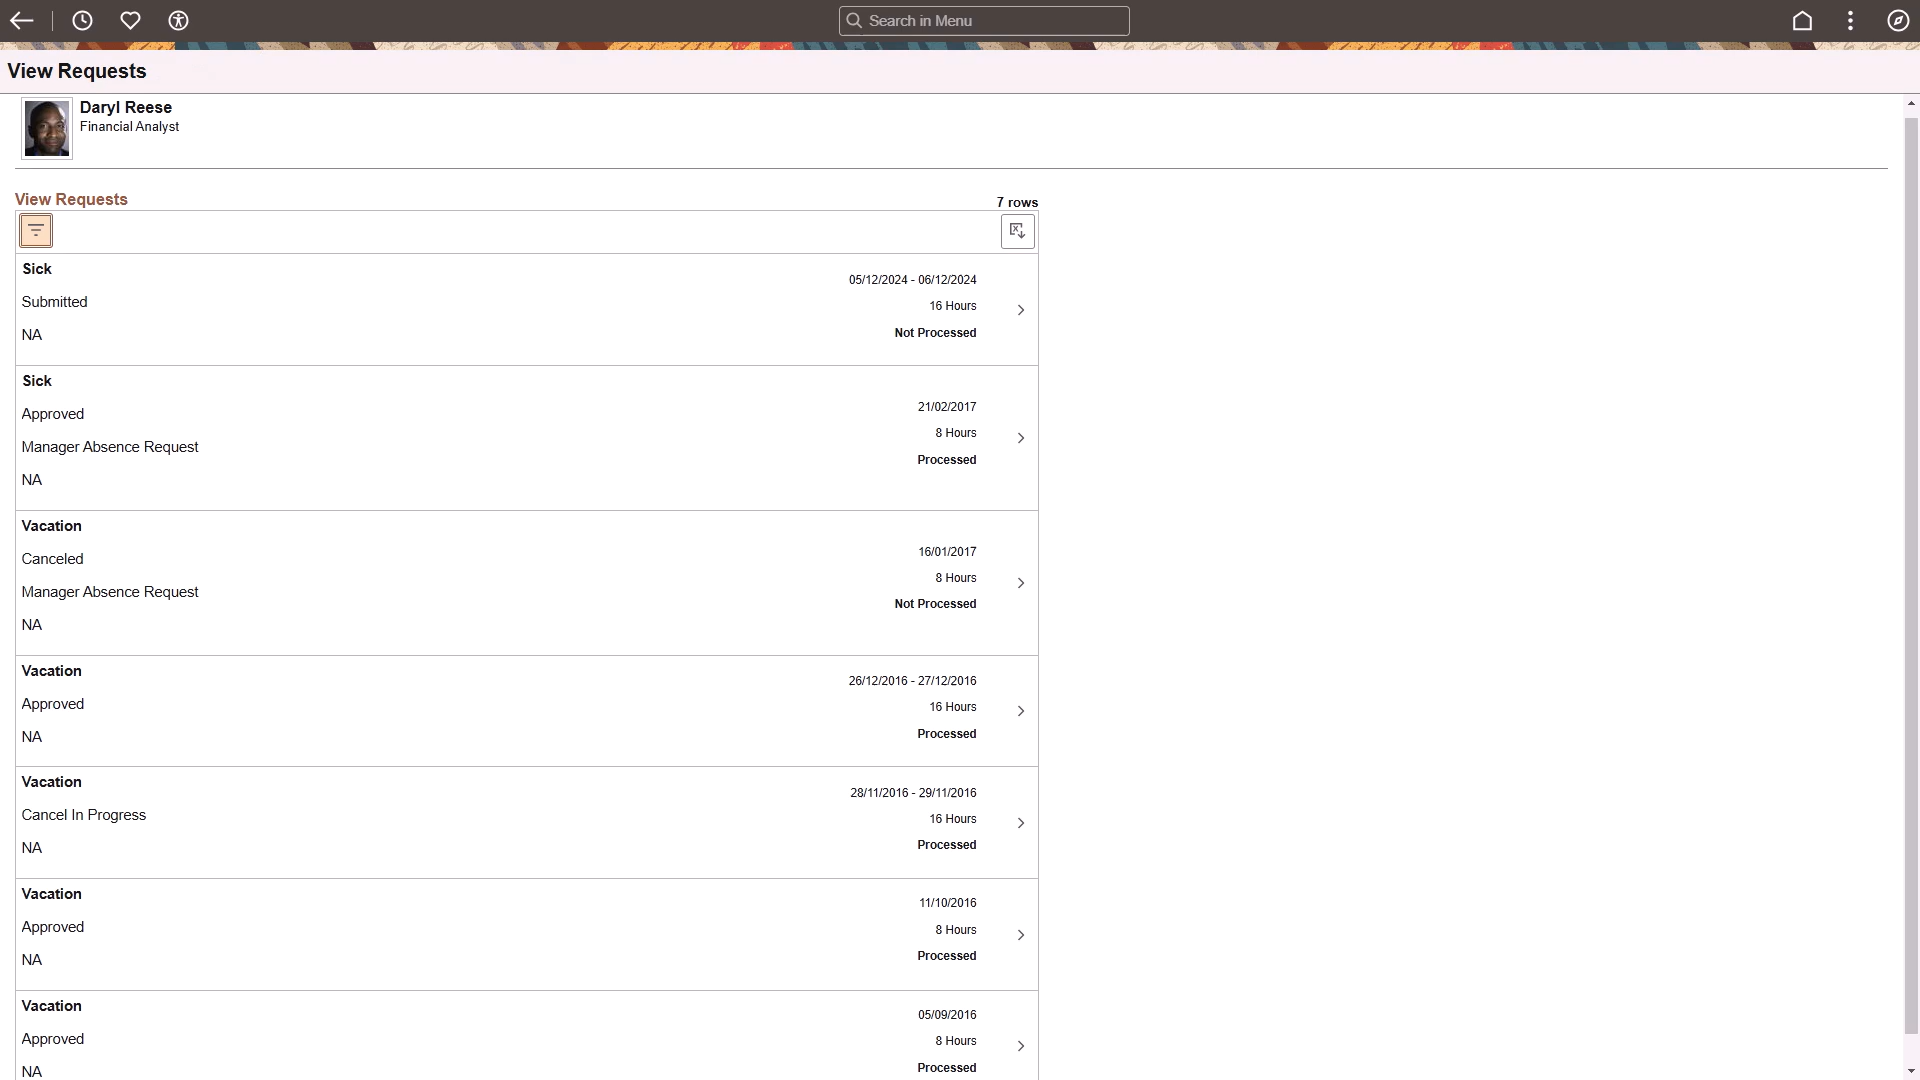 Search in Menu
View Requests
Daryl Reese
Financial Analyst
View Requests
7 rows
Sick
05/12/2024 - 06/12/2024
Submitted
16 Hours
NA
Not Processed
Sick
21/02/2017
Approved
8 Hours
Manager Absence Request
Processed
NA
Vacation
16/01/2017
Canceled
8 Hours
Manager Absence Request
Not Processed
NA
Vacation
26/12/2016 - 27/12/2016
Approved
16 Hours
NA
Processed
Vacation
28/11/2016 - 29/11/2016
Cancel In Progress
16 Hours
NA
Processed
Vacation
11/10/2016
Approved
8 Hours
NA
Processed
Vacation
05/09/2016
Approved
8 Hours
NA
Processed